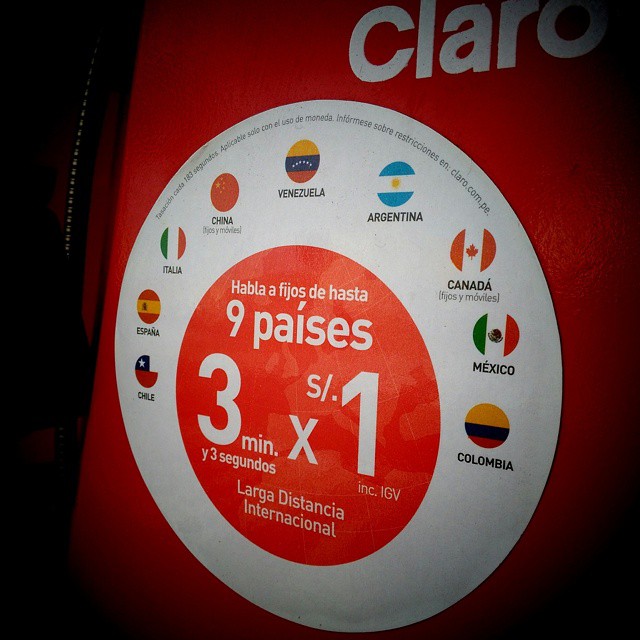 Claro
Tasación cada 183 segundos. Aplicable solo con el uso de moneda. Infórmese sobre restricciones en: claro.com.pe.
CHILE
ESPAÑA
ITALIA
CHINA
(fijos y móviles)
VENEZUELA
ARGENTINA
CANADÁ
(fijos y móviles)
MÉXICO
COLOMBIA
Habla a fijos de hasta
9 países
3 min. x S/.1
y 3 segundos
inc. IGV
Larga Distancia
Internacional